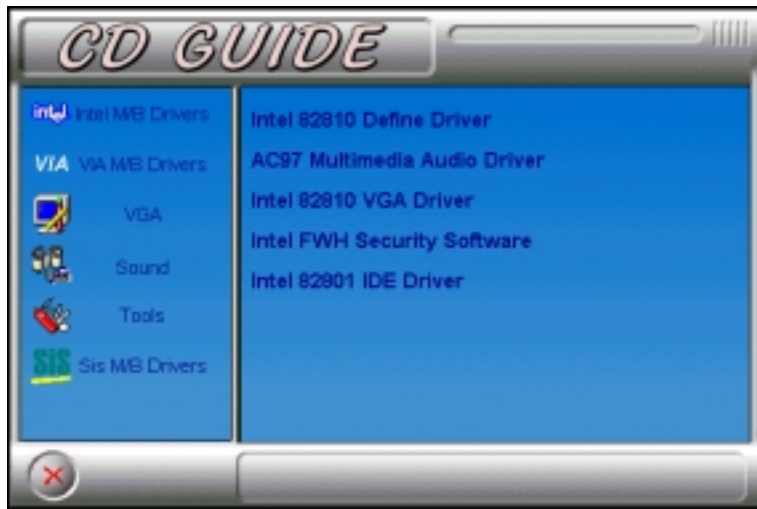 CD GUIDE
intel Intel M/B Drivers
VIA VIA M/B Drivers
VGA
Sound
Tools
SiS Sis M/B Drivers
Intel 82810 Define Driver
AC97 Multimedia Audio Driver
Intel 82810 VGA Driver
Intel FWH Security Software
Intel 82801 IDE Driver